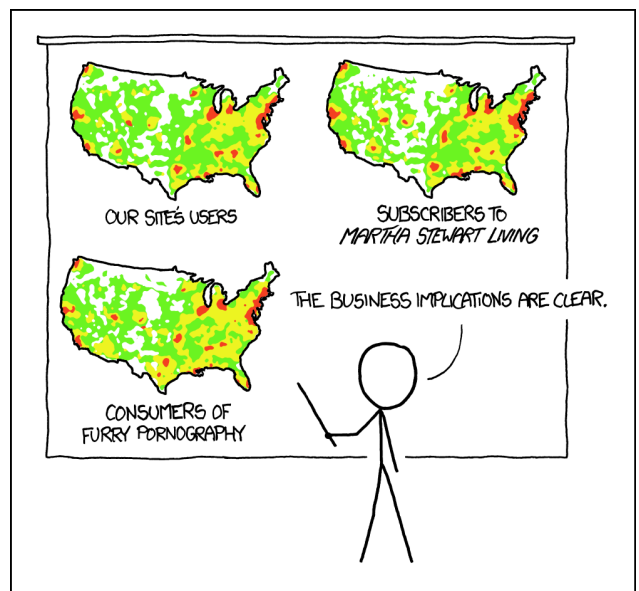 OUR SITE'S USERS
SUBSCRIBERS TO
MARTHA STEWART LIVING
CONSUMERS OF
FURRY PORNOGRAPHY
THE BUSINESS IMPLICATIONS ARE CLEAR.